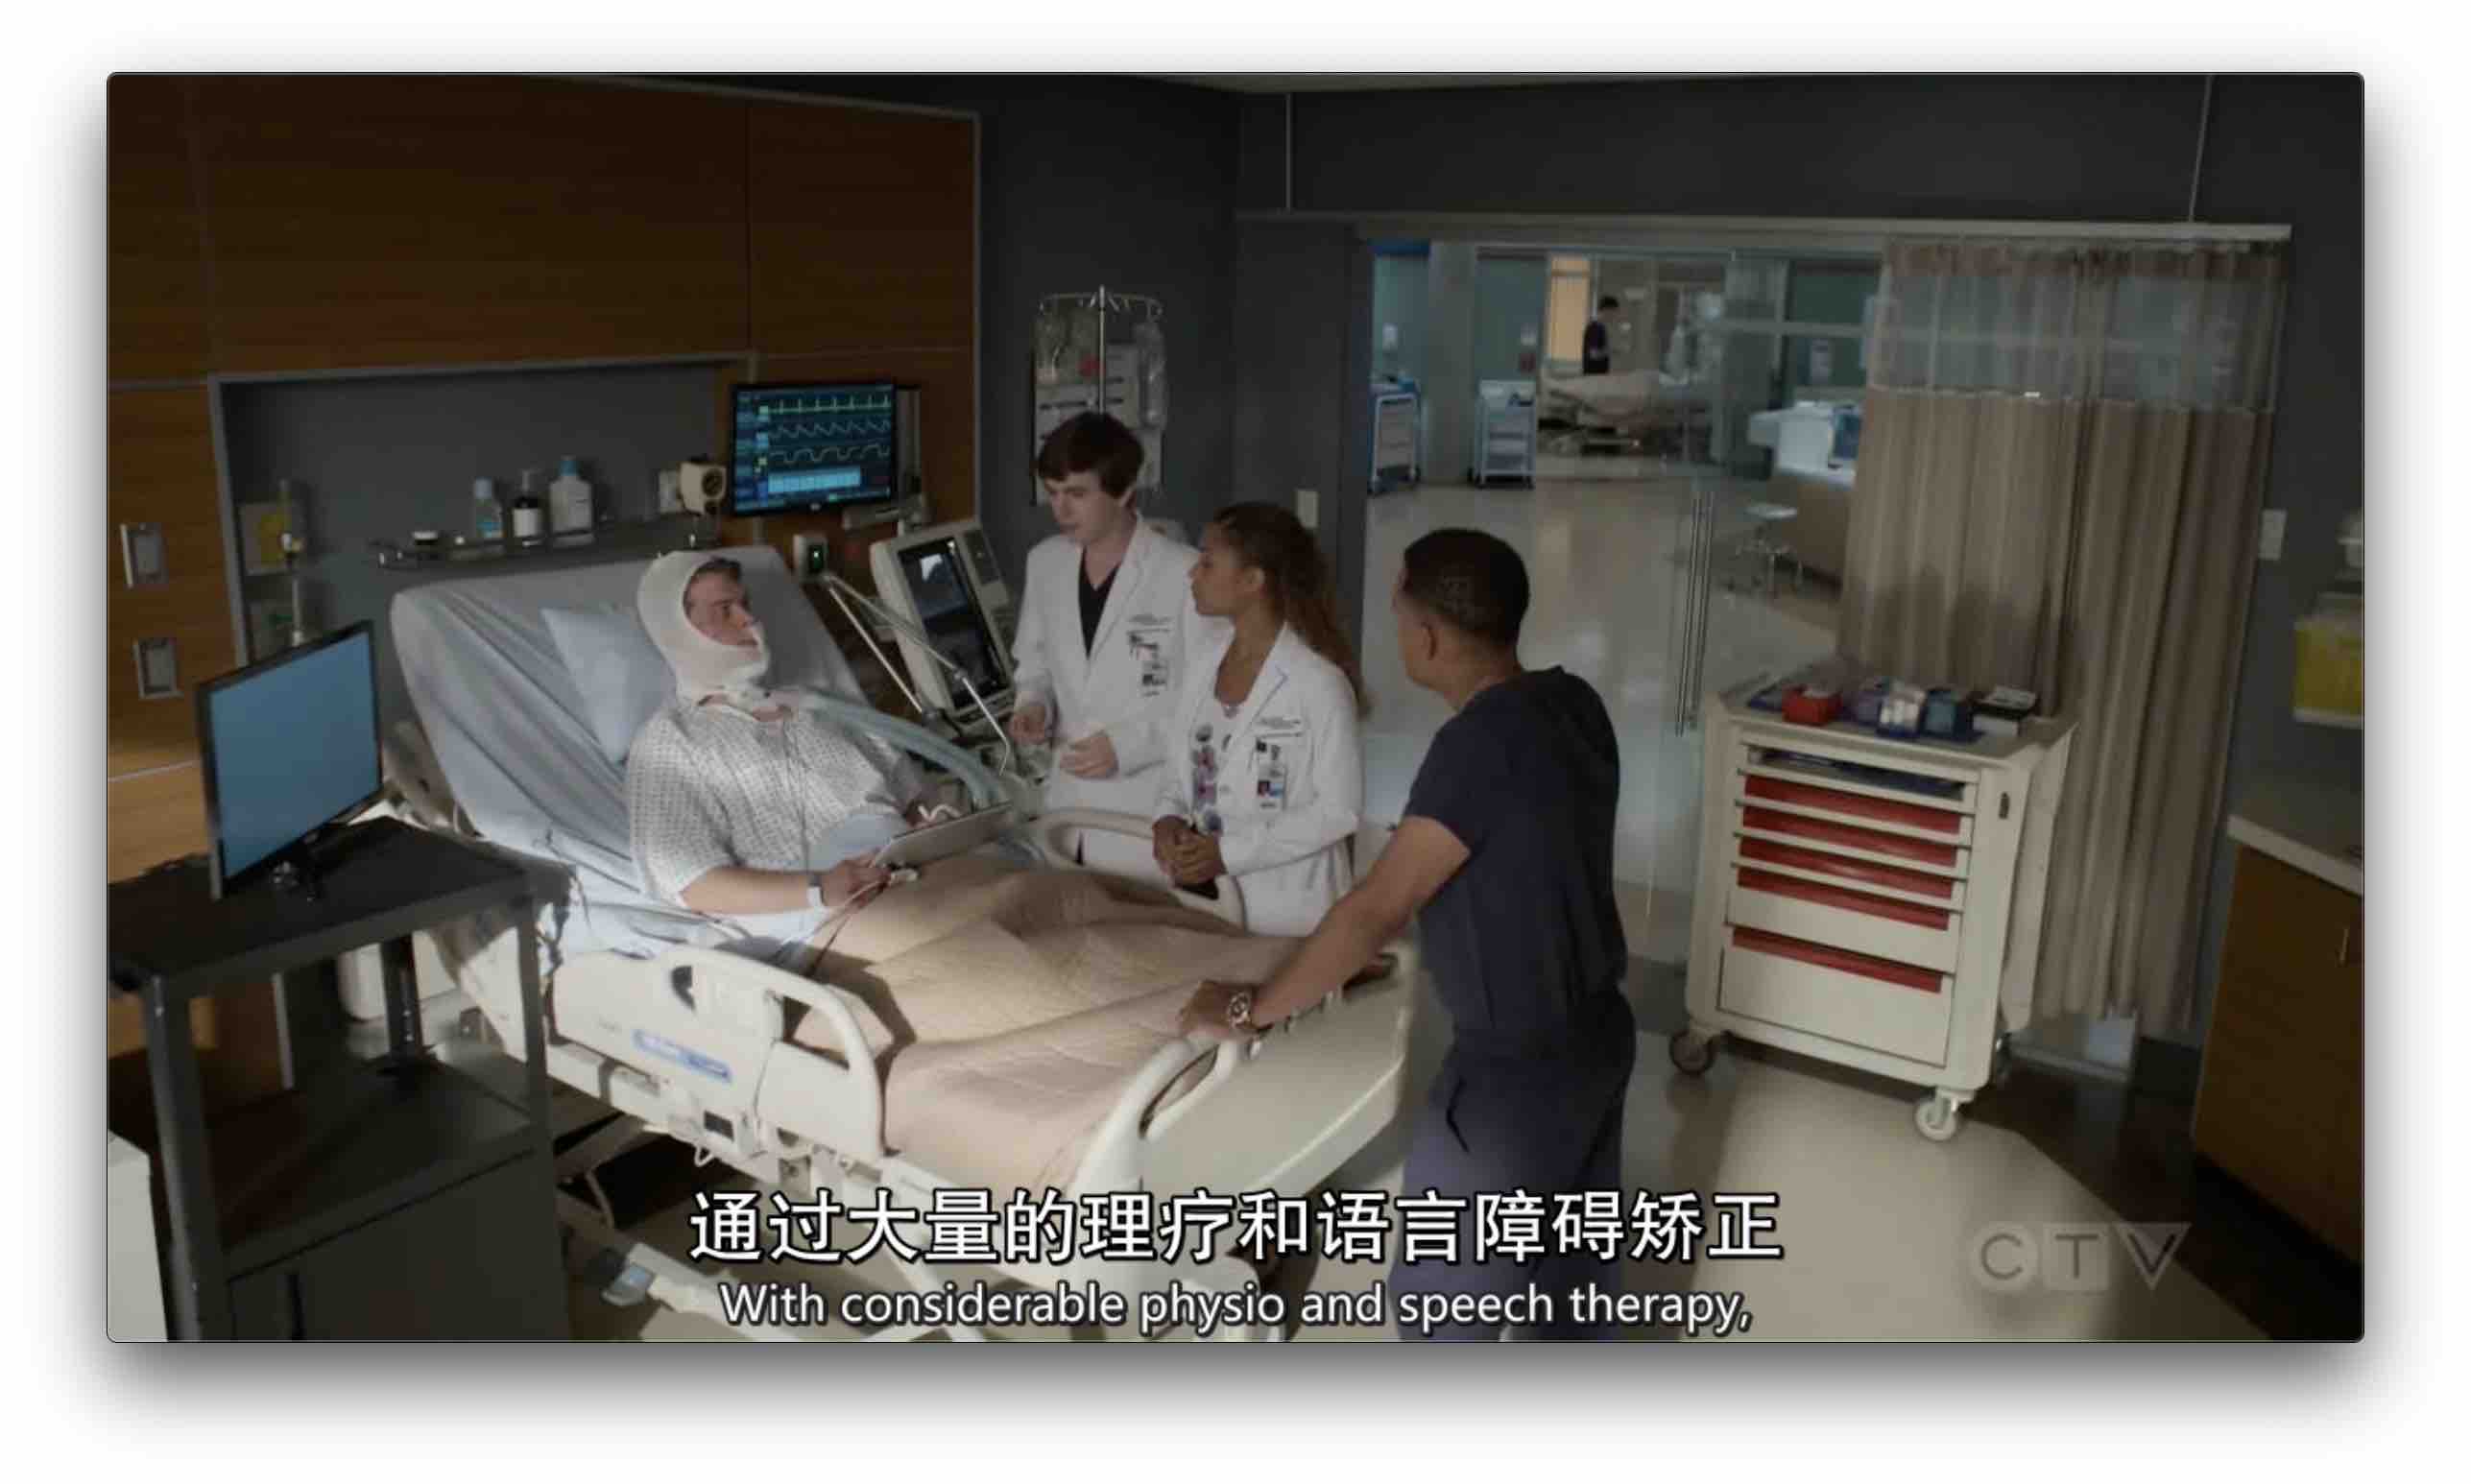 通过大量的理疗和语言障碍矫正
With considerable physio and speech therapy,
CTV